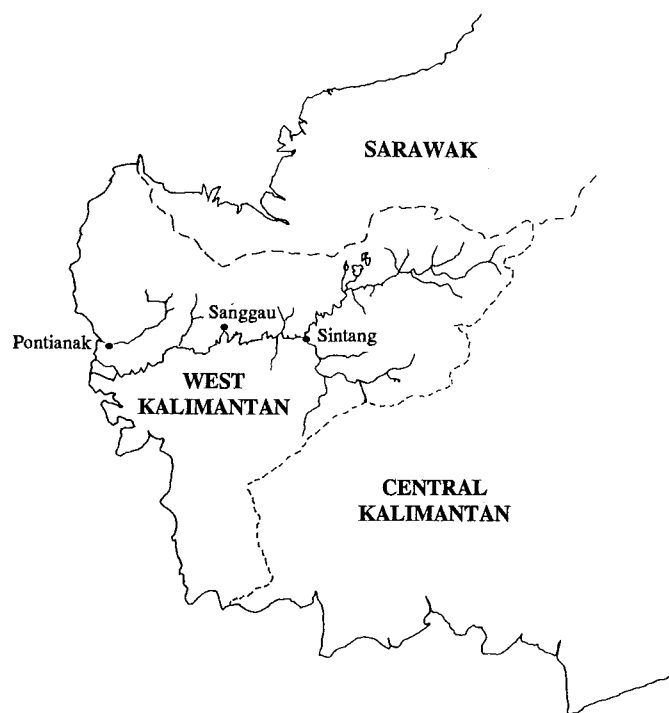 SARAWAK
Sanggau
Pontianak
Sintang
WEST
KALIMANTAN
CENTRAL
KALIMANTAN